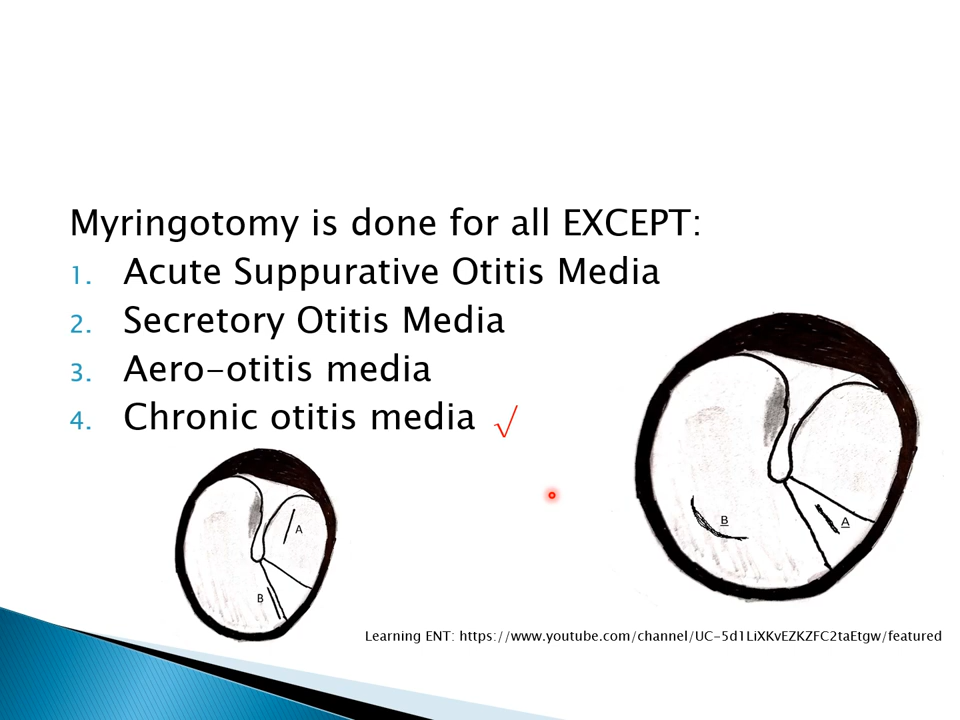 Myringotomy is done for all EXCEPT:
1. Acute Suppurative Otitis Media
2. Secretory Otitis Media
3. Aero-otitis media
4. Chronic otitis media √
A
B
B
A
Learning ENT: https://www.youtube.com/channel/UC-5d1LiXKvEZKZFC2taEtgw/featured